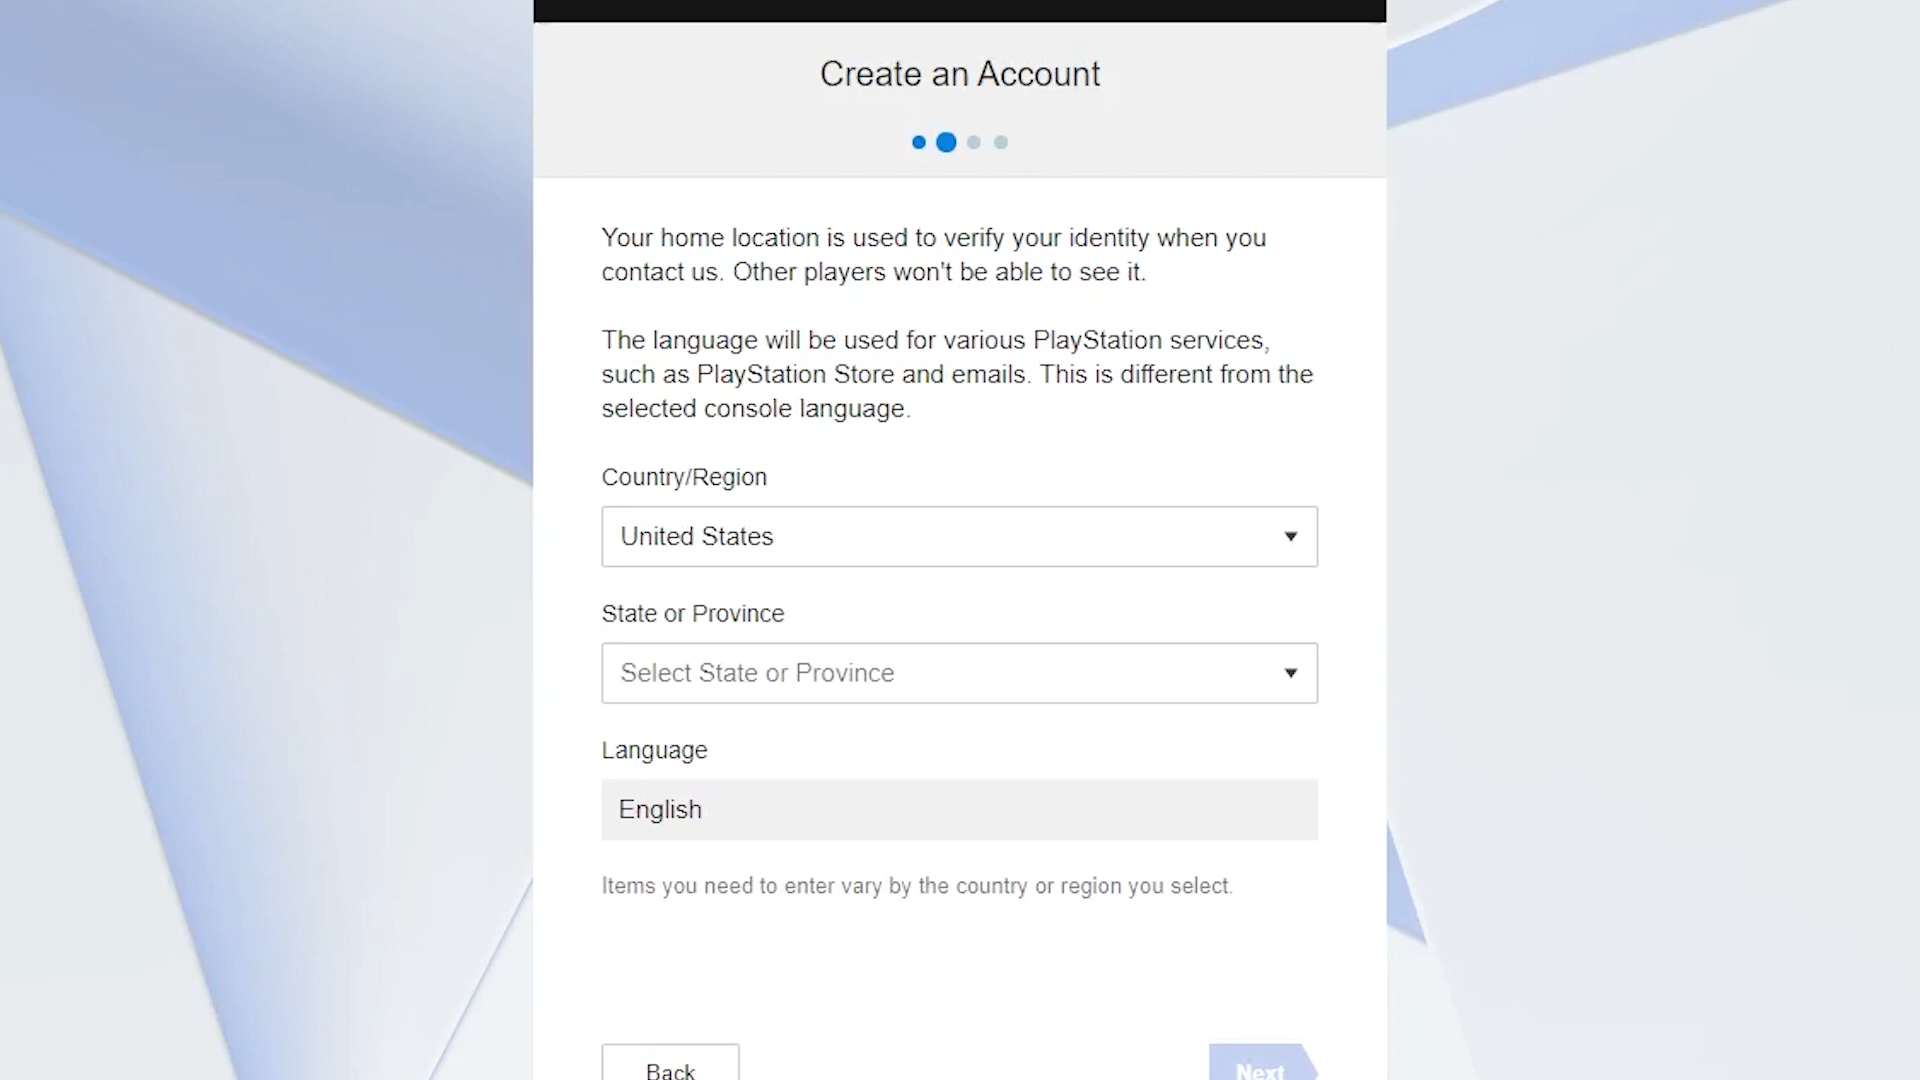 Create an Account
Your home location is used to verify your identity when you
contact us. Other players won't be able to see it.
The language will be used for various PlayStation services,
such as PlayStation Store and emails. This is different from the
selected console language.
Country/Region
United States
State or Province
Select State or Province
Language
English
Items you need to enter vary by the country or region you select.
Back
Next